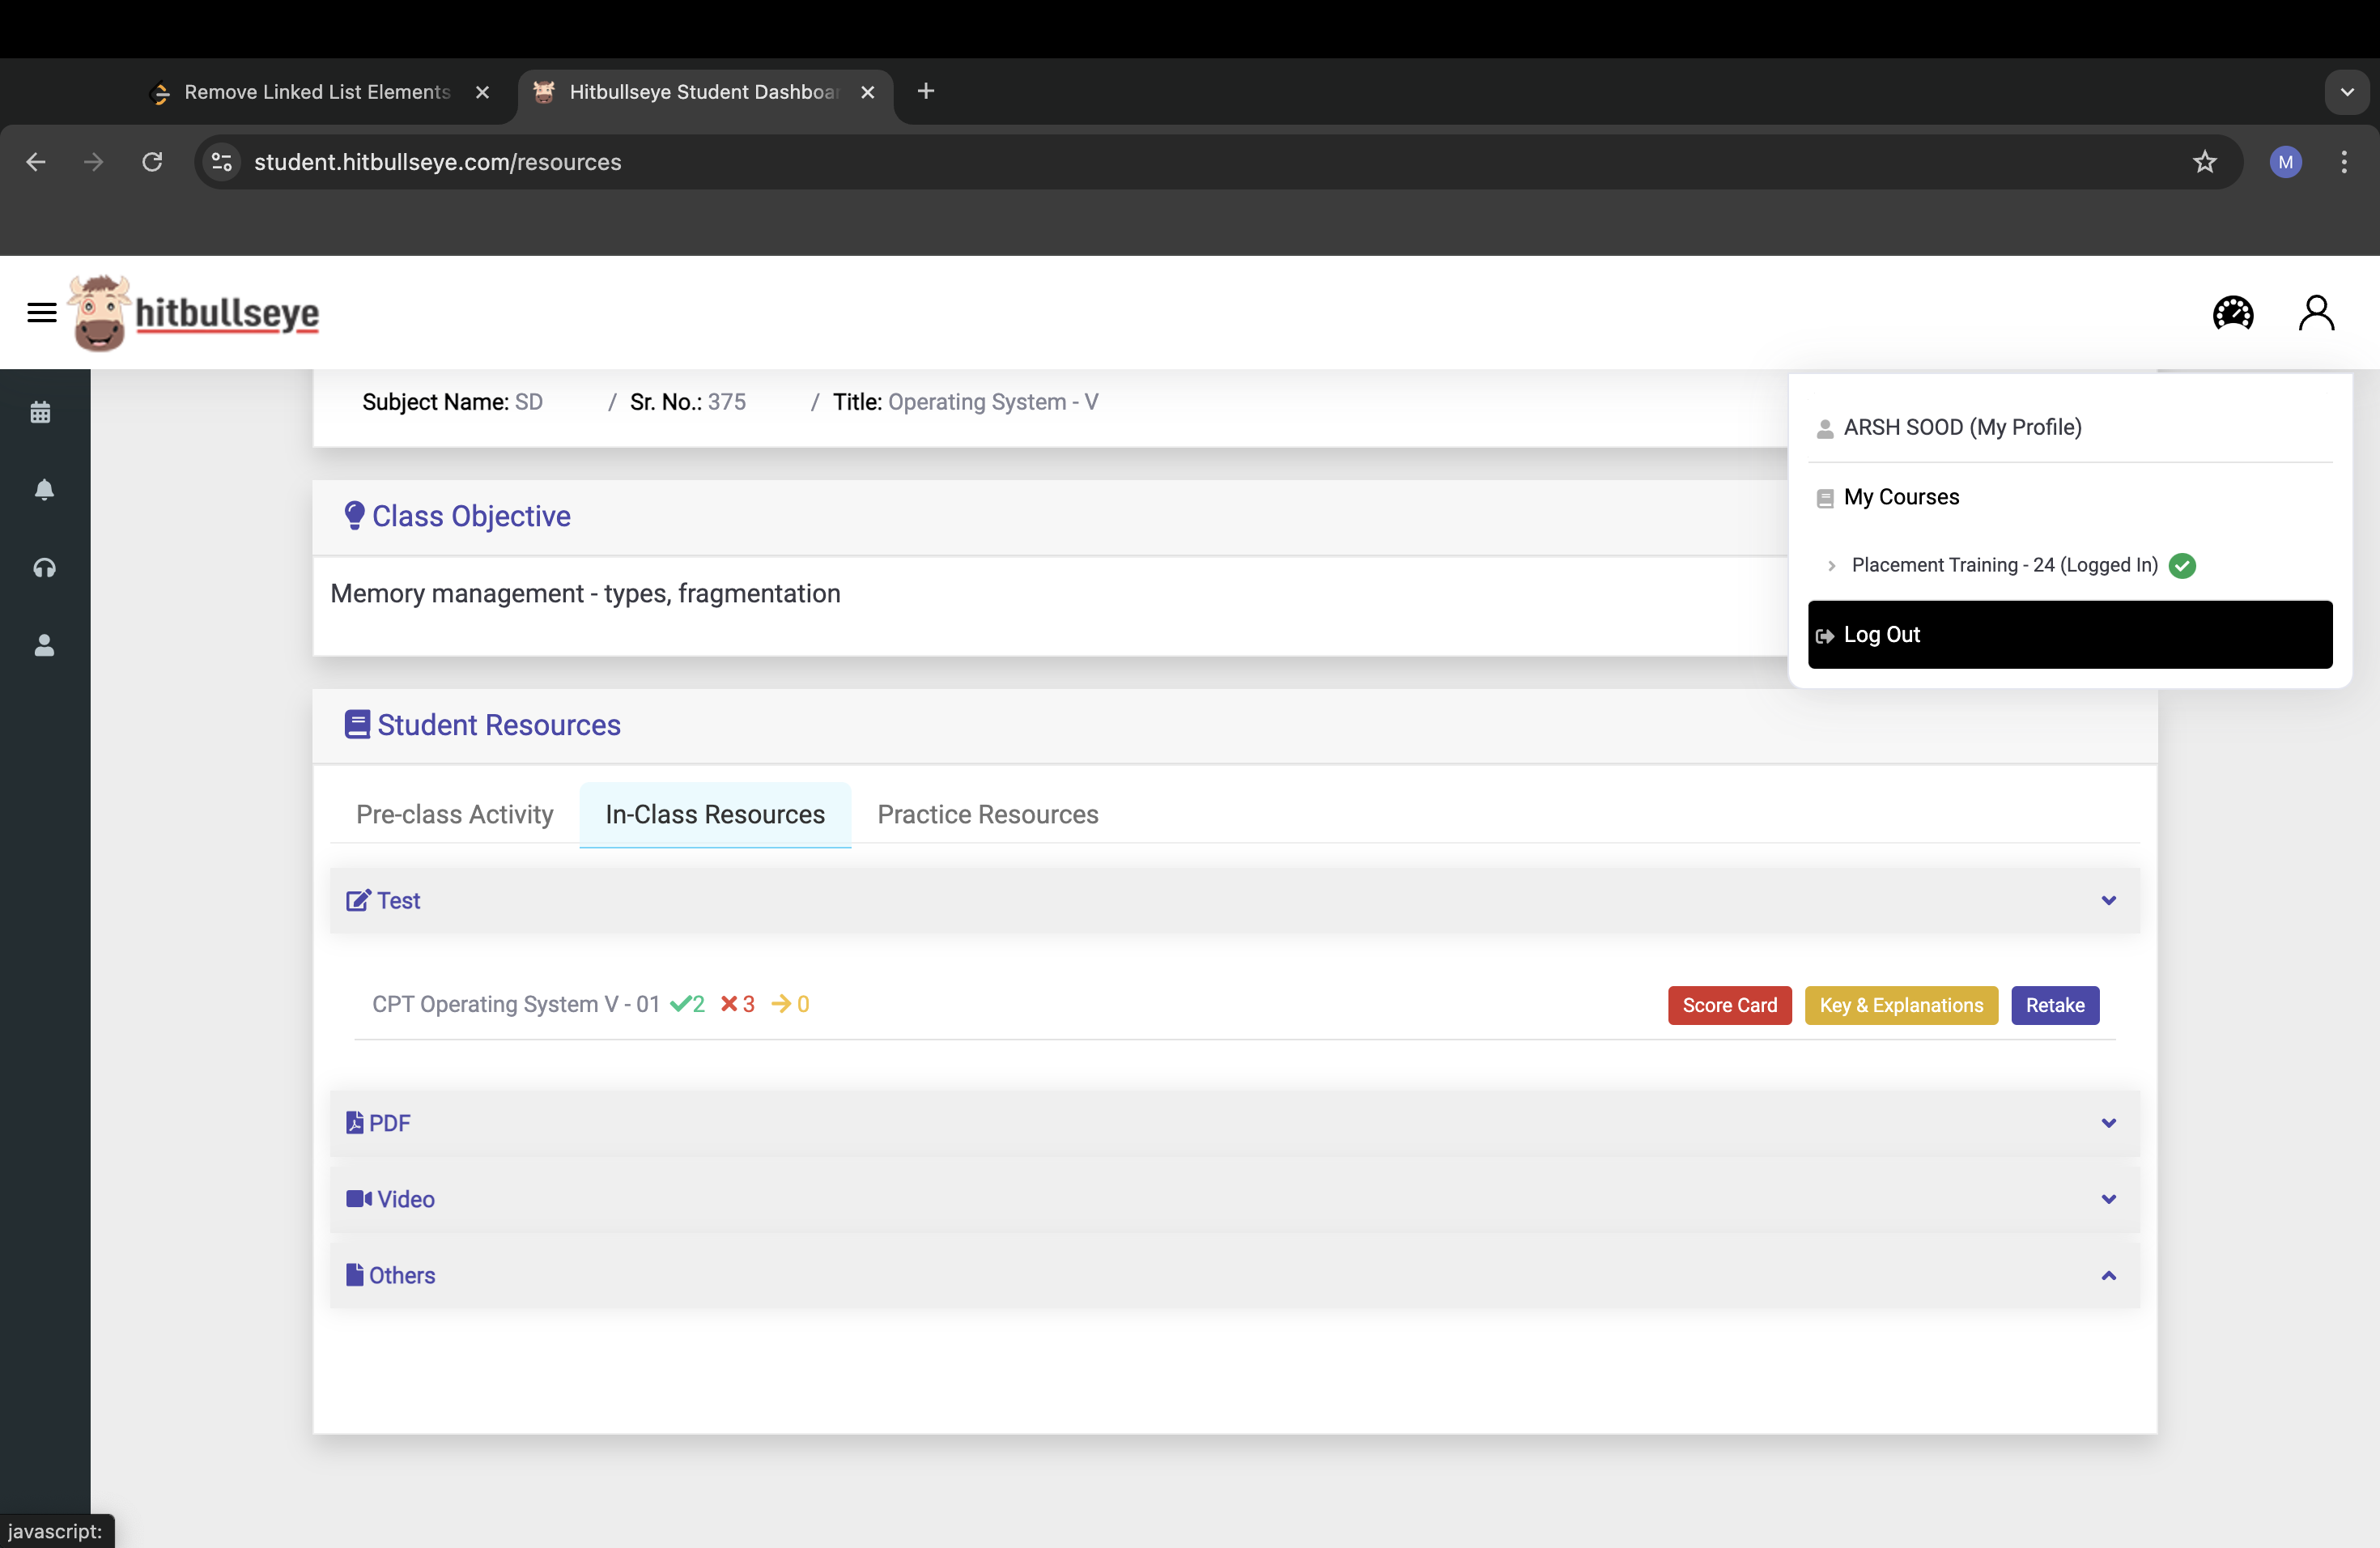 Remove Linked List Elements
Hitbullseye Student Dashboar
student.hitbullseye.com/resources
M
hitbullseye
Subject Name: SD / Sr. No.: 375 / Title: Operating System - V
ARSH SOOD (My Profile)
My Courses
Placement Training - 24 (Logged In)
Log Out
Class Objective
Memory management - types, fragmentation
Student Resources
Pre-class Activity In-Class Resources Practice Resources
Test
CPT Operating System V - 01 2 3 0 Score Card Key & Explanations Retake
PDF
Video
Others
javascript: